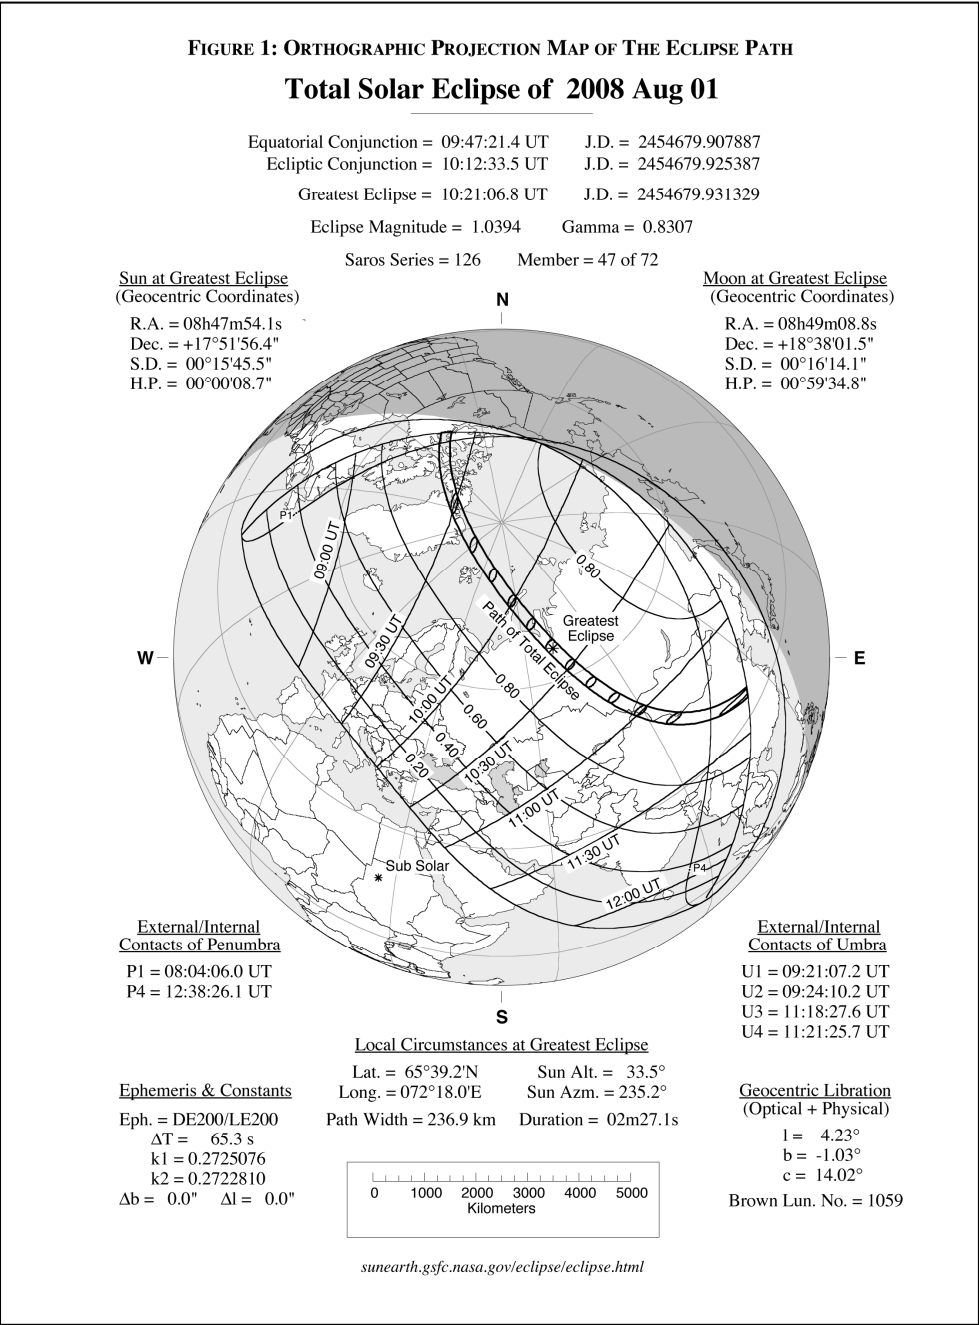 FIGURE 1: ORTHOGRAPHIC PROJECTION MAP OF THE ECLIPSE PATH
Total Solar Eclipse of 2008 Aug 01
Equatorial Conjunction = 09:47:21.4 UT J.D. = 2454679.907887
Ecliptic Conjunction = 10:12:33.5 UT J.D. = 2454679.925387
Greatest Eclipse = 10:21:06.8 UT J.D. = 2454679.931329
Eclipse Magnitude = 1.0394 Gamma = 0.8307
Saros Series = 126 Member = 47 of 72
Sun at Greatest Eclipse
(Geocentric Coordinates)
R.A. = 08h47m54.1s
Dec. = +17°51'56.4"
S.D. = 00°15'45.5"
H.P. = 00°00'08.7"
Moon at Greatest Eclipse
(Geocentric Coordinates)
R.A. = 08h49m08.8s
Dec. = +18°38'01.5"
S.D. = 00°16'14.1"
H.P. = 00°59'34.8"
N
P1
09:00 UT
0.80
Path of Total Eclipse
Greatest
Eclipse
09:30 UT
W
E
10:00 UT
0.80
0.60
0.40
0.20
10:30 UT
11:00 UT
11:30 UT
Sub Solar
P4
12:00 UT
S
External/Internal
Contacts of Penumbra
P1 = 08:04:06.0 UT
P4 = 12:38:26.1 UT
External/Internal
Contacts of Umbra
U1 = 09:21:07.2 UT
U2 = 09:24:10.2 UT
U3 = 11:18:27.6 UT
U4 = 11:21:25.7 UT
Local Circumstances at Greatest Eclipse
Lat. = 65°39.2'N Sun Alt. = 33.5°
Long. = 072°18.0'E Sun Azm. = 235.2°
Path Width = 236.9 km Duration = 02m27.1s
Ephemeris & Constants
Eph. = DE200/LE200
ΔT = 65.3 s
k1 = 0.2725076
k2 = 0.2722810
Δb = 0.0" Δl = 0.0"
Geocentric Libration
(Optical + Physical)
l = 4.23°
b = -1.03°
c = 14.02°
Brown Lun. No. = 1059
0 1000 2000 3000 4000 5000
Kilometers
sunearth.gsfc.nasa.gov/eclipse/eclipse.html